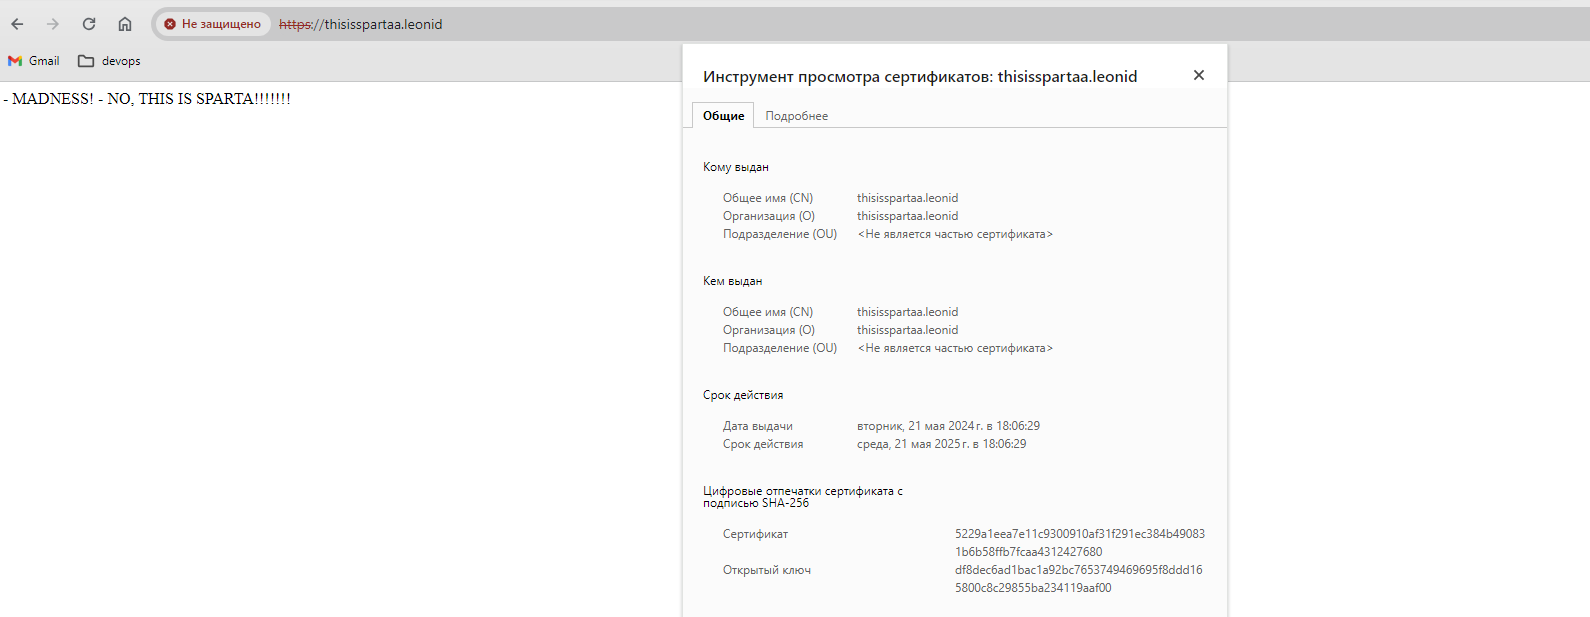 Не защищено https://thisisspartaa.leonid
Gmail devops
- MADNESS! - NO, THIS IS SPARTA!!!!!!!
Инструмент просмотра сертификатов: thisisspartaa.leonid
Общие Подробнее
Кому выдан
Общее имя (CN) thisisspartaa.leonid
Организация (O) thisisspartaa.leonid
Подразделение (OU) <Не является частью сертификата>
Кем выдан
Общее имя (CN) thisisspartaa.leonid
Организация (O) thisisspartaa.leonid
Подразделение (OU) <Не является частью сертификата>
Срок действия
Дата выдачи вторник, 21 мая 2024 г. в 18:06:29
Срок действия среда, 21 мая 2025 г. в 18:06:29
Цифровые отпечатки сертификата с
подписью SHA-256
Сертификат 5229a1eea7e11c9300910af31f291ec384b49083
1b6b58ffb7fcaa4312427680
Открытый ключ df8dec6ad1bac1a92bc7653749469695f8ddd16
5800c8c29855ba234119aaf00